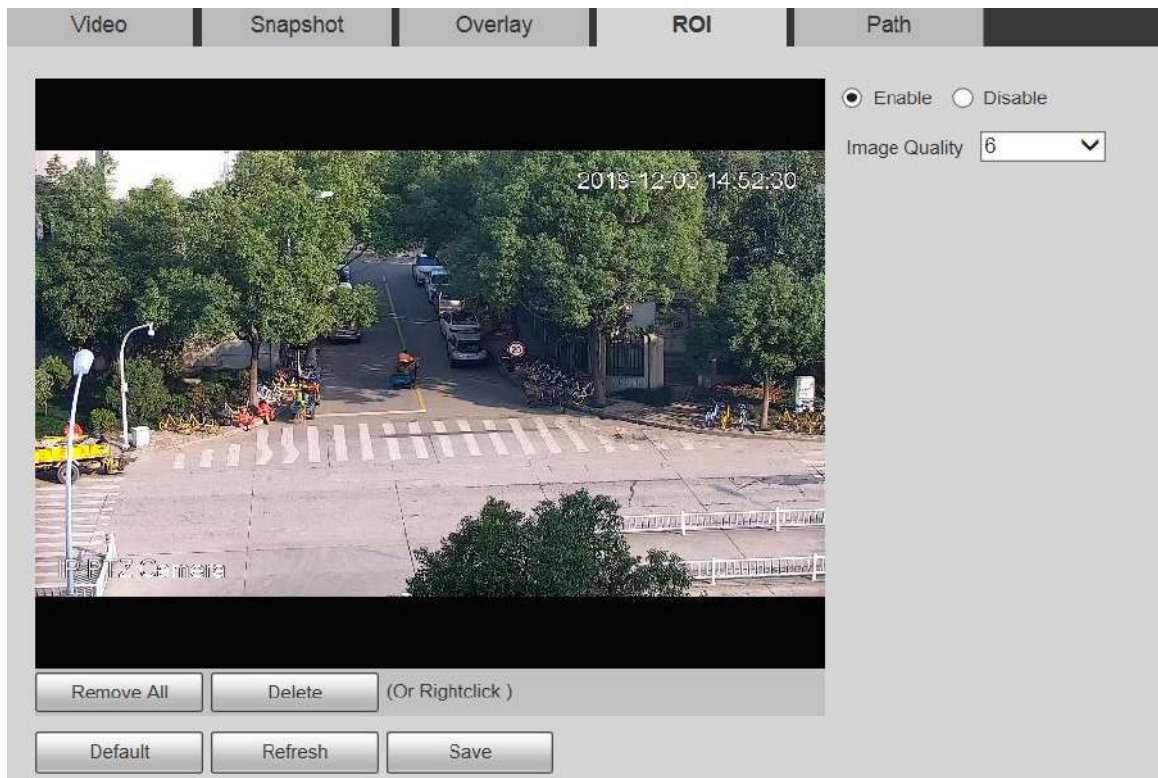 Video Snapshot Overlay ROI Path
Enable Disable
Image Quality 6
2019-12-03 14:52:30
20
IP PTZ Camera
Remove All Delete (Or Rightclick )
Default Refresh Save